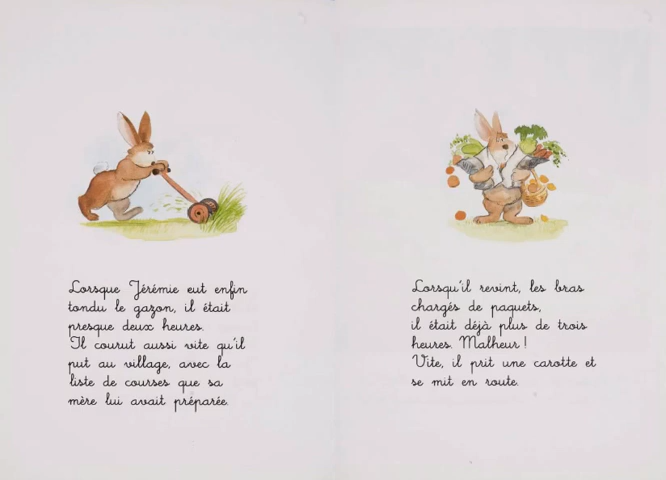 Lorsque Jérémie eut enfin
tondu le gazon, il était
presque deux heures.
Il courut aussi vite qu'il
put au village, avec la
liste de courses que sa
mère lui avait préparée.
Lorsqu'il revint, les bras
chargés de paquets,
il était déjà plus de trois
heures. Malheur !
Vite, il prit une carotte et
se mit en route.